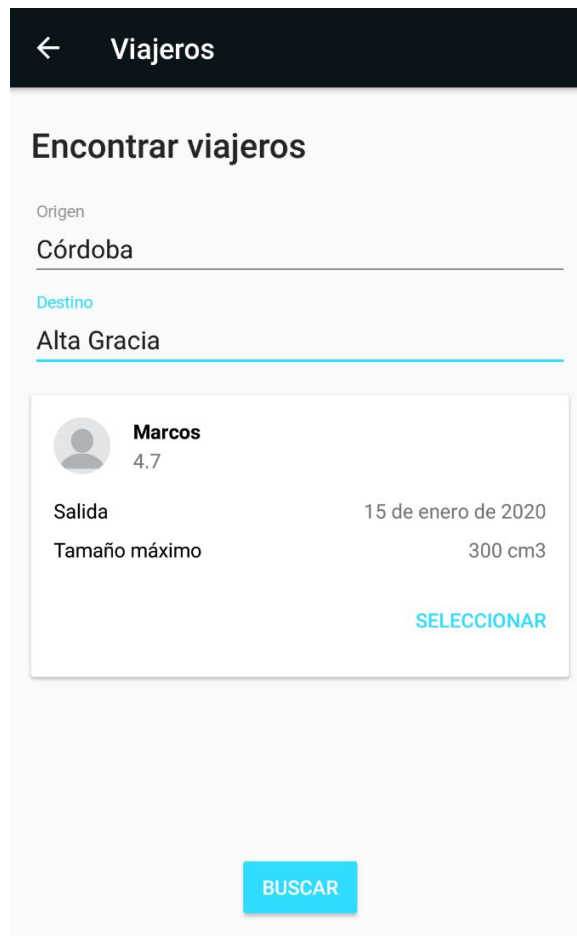 Viajeros
Encontrar viajeros
Origen
Córdoba
Destino
Alta Gracia
Marcos
4.7
Salida 15 de enero de 2020
Tamaño máximo 300 cm3
SELECCIONAR
BUSCAR